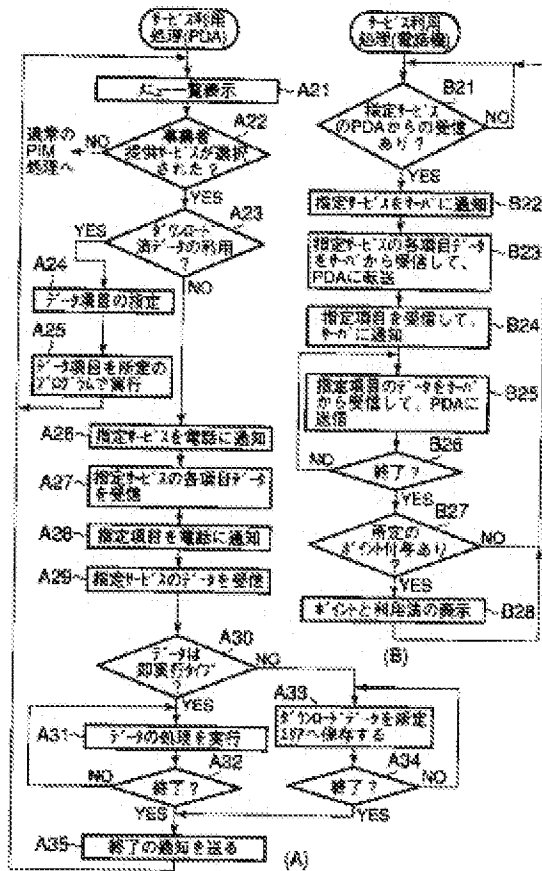 サービス利用
処理(PDA)
メニュー一覧表示
A21
A22
事業者
提供サービスが選択
された?
NO
通常の
PIM
処理へ
YES
A23
ダウンロード
済データの利用
?
YES
NO
A24
データ項目の指定
A25
データ項目を所定の
プログラムで実行
A26
指定サービスを電話に通知
A27
指定サービスの各項目データ
を受信
A28
指定項目を電話に通知
A29
指定サービスのデータを受信
A30
データは
即実行タイプ
?
NO
YES
A31
データの処理を実行
A32
終了?
NO
YES
A33
ダウンロードデータを所定
エリアへ保存する
A34
終了?
NO
YES
A35
終了の通知を送る
(A)
サービス利用
処理(電話機)
B21
指定サービス
のPDAからの受信
あり?
NO
YES
指定サービスをサーバに通知
B22
指定サービスの各項目データ
をサーバから受信して、
PDAに転送
B23
指定項目を受信して、
サーバに通知
B24
指定項目のデータをサーバ
から受信して、PDAに
送信
B25
B26
終了?
NO
YES
B27
所定の
ポイント付与あり
?
NO
YES
ポイントと利用済の表示
B28
(B)